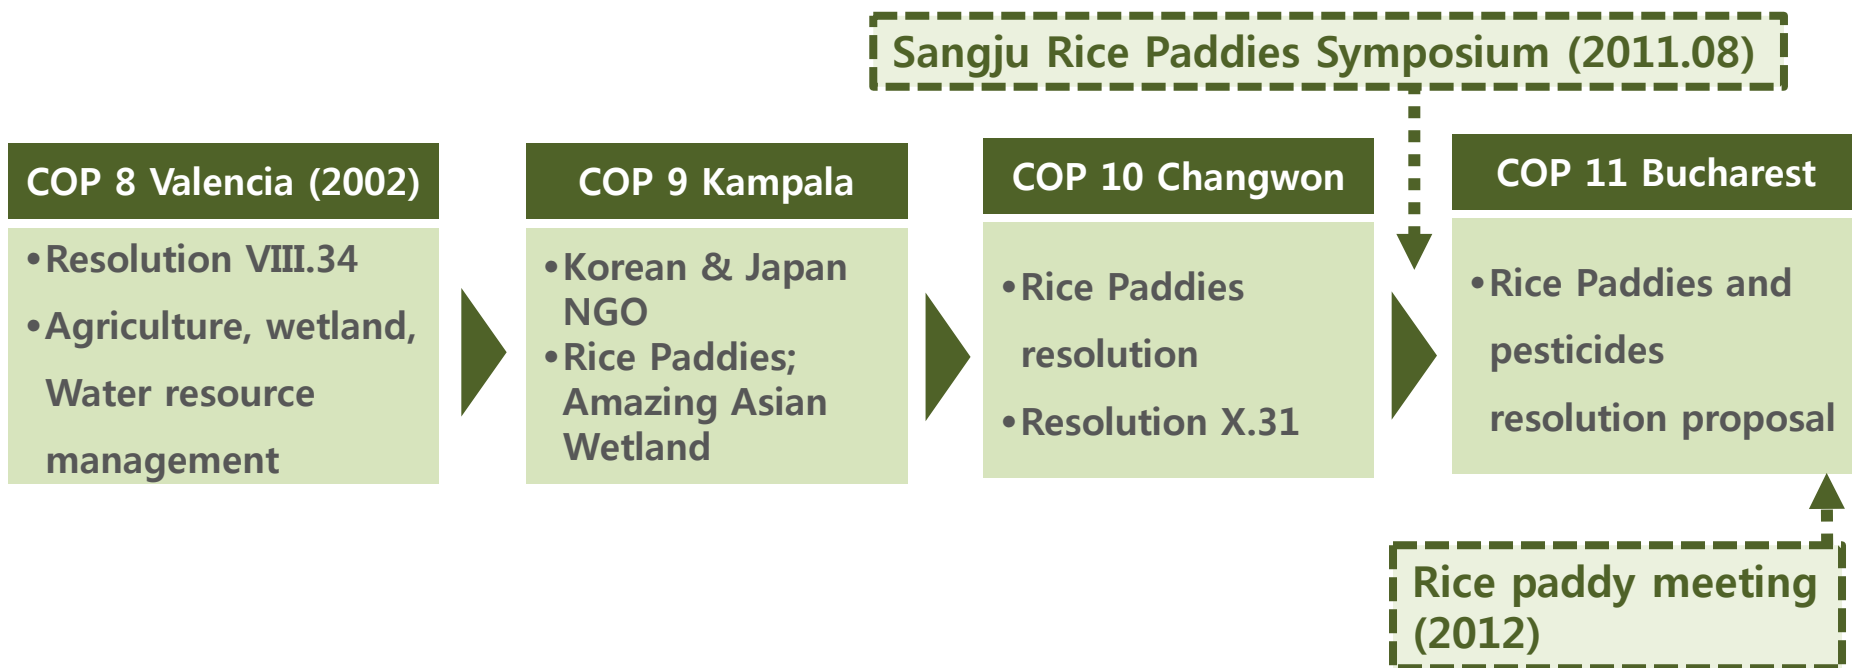 Sangju Rice Paddies Symposium (2011.08)
COP 8 Valencia (2002)
•Resolution VIII.34
•Agriculture, wetland,
Water resource
management
COP 9 Kampala
•Korean & Japan
NGO
•Rice Paddies;
Amazing Asian
Wetland
COP 10 Changwon
•Rice Paddies
resolution
•Resolution X.31
COP 11 Bucharest
•Rice Paddies and
pesticides
resolution proposal
Rice paddy meeting
(2012)